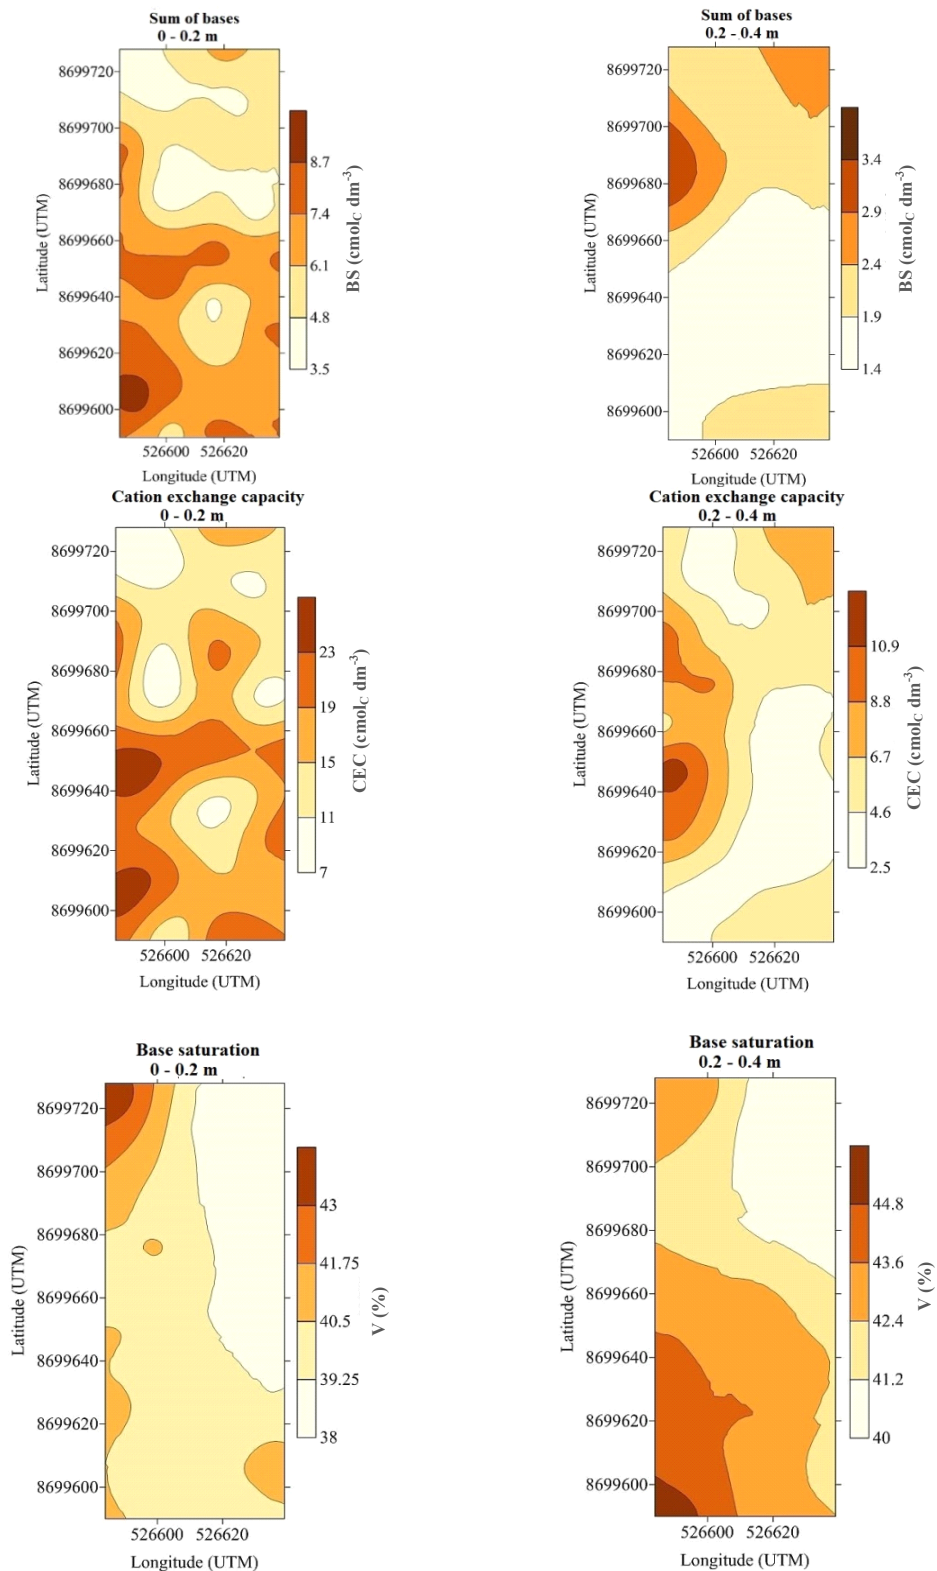 Sum of bases
0 - 0.2 m
8699720
8699700
8699680
8699660
8699640
8699620
8699600
Latitude (UTM)
526600 526620
Longitude (UTM)
8.7
7.4
6.1
4.8
3.5
BS (cmolC dm-3)
Sum of bases
0.2 - 0.4 m
8699720
8699700
8699680
8699660
8699640
8699620
8699600
Latitude (UTM)
526600 526620
Longitude (UTM)
3.4
2.9
2.4
1.9
1.4
BS (cmolC dm-3)
Cation exchange capacity
0 - 0.2 m
8699720
8699700
8699680
8699660
8699640
8699620
8699600
Latitude (UTM)
526600 526620
Longitude (UTM)
23
19
15
11
7
CEC (cmolC dm-3)
Cation exchange capacity
0.2 - 0.4 m
8699720
8699700
8699680
8699660
8699640
8699620
8699600
Latitude (UTM)
526600 526620
Longitude (UTM)
10.9
8.8
6.7
4.6
2.5
CEC (cmolC dm-3)
Base saturation
0 - 0.2 m
8699720
8699700
8699680
8699660
8699640
8699620
8699600
Latitude (UTM)
526600 526620
Longitude (UTM)
43
41.75
40.5
39.25
38
V (%)
Base saturation
0.2 - 0.4 m
8699720
8699700
8699680
8699660
8699640
8699620
8699600
Latitude (UTM)
526600 526620
Longitude (UTM)
44.8
43.6
42.4
41.2
40
V (%)